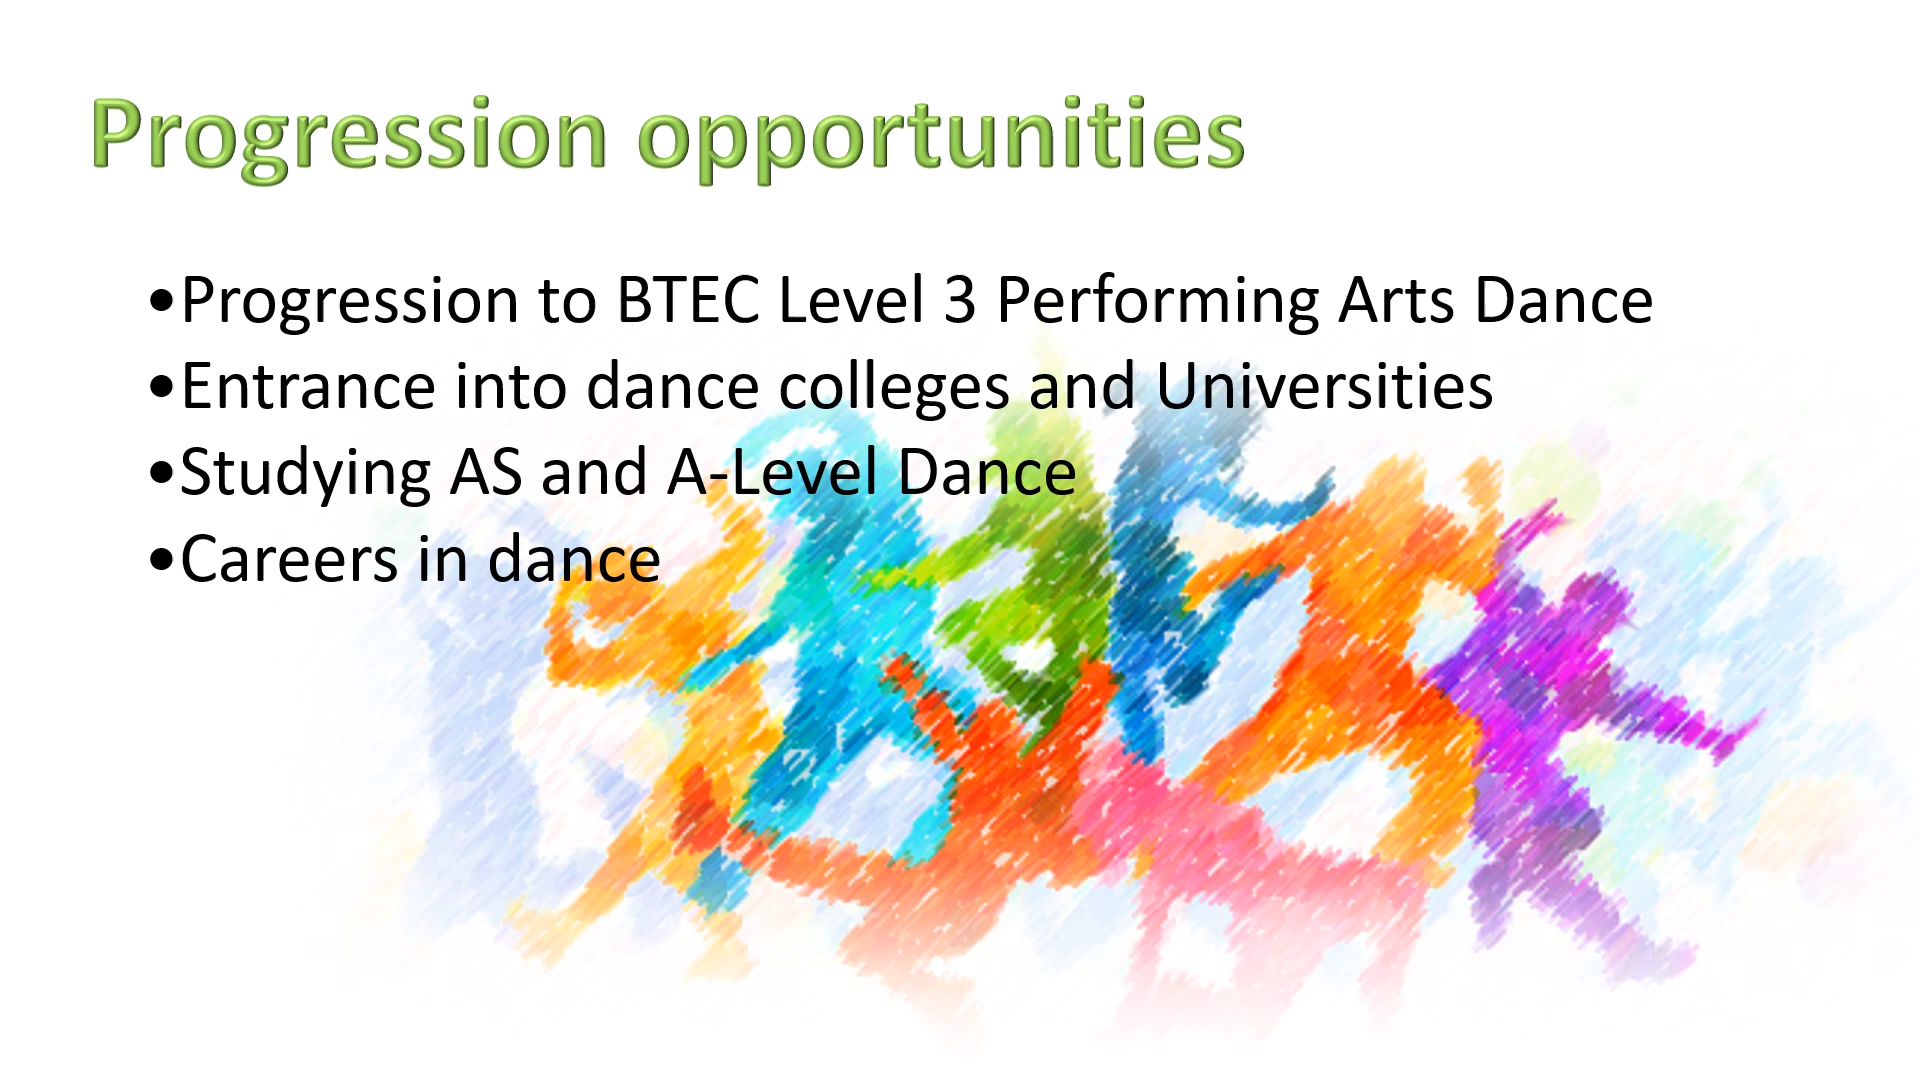 Progression opportunities
•Progression to BTEC Level 3 Performing Arts Dance
•Entrance into dance colleges and Universities
•Studying AS and A-Level Dance
•Careers in dance